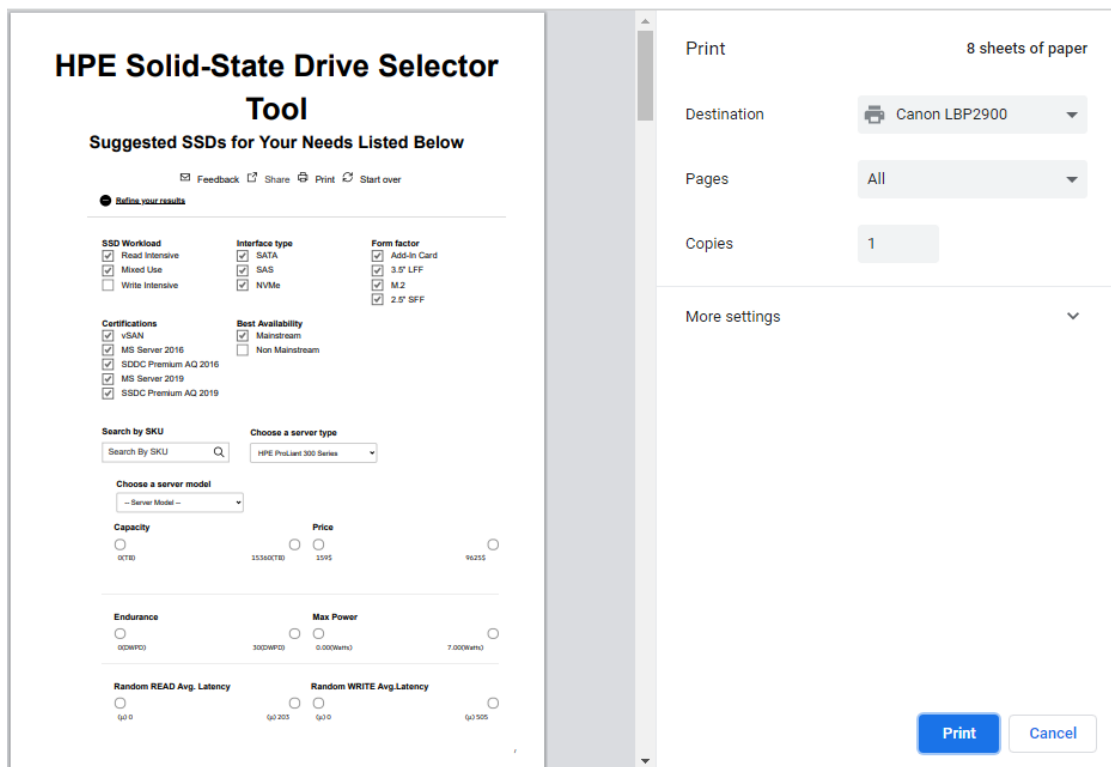 HPE Solid-State Drive Selector
Tool
Suggested SSDs for Your Needs Listed Below
Feedback Share Print Start over
Refine your results
SSD Workload Interface type Form factor
Read Intensive SATA Add-In Card
Mixed Use SAS 3.5" LFF
Write Intensive NVMe M.2
2.5" SFF
Certifications Best Availability
vSAN Mainstream
MS Server 2016 Non Mainstream
SDDC Premium AQ 2016
MS Server 2019
SSDC Premium AQ 2019
Search by SKU Choose a server type
Search By SKU HPE ProLiant 300 Series
Choose a server model
-- Server Model --
Capacity Price
0(TB) 15360(TB) 159$ 9625$
Endurance Max Power
0(DWPD) 30(DWPD) 0.00(Watts) 7.00(Watts)
Random READ Avg. Latency Random WRITE Avg.Latency
(μ) 0 (μ) 203 (μ) 0 (μ) 505
Print 8 sheets of paper
Destination Canon LBP2900
Pages All
Copies 1
More settings
Print Cancel